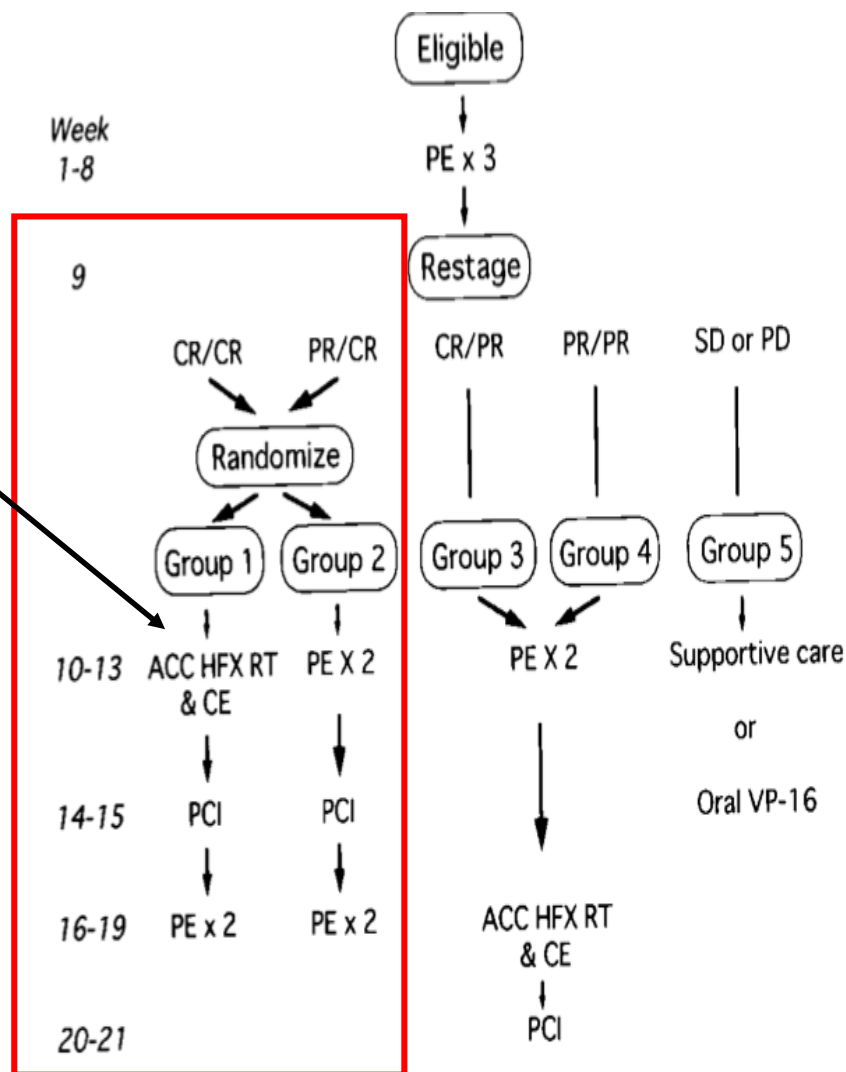 Eligible
Week
1-8
PE x 3
9
Restage
CR/CR PR/CR CR/PR PR/PR SD or PD
Randomize
Group 1 Group 2 Group 3 Group 4 Group 5
10-13 ACC HFX RT PE X 2 PE X 2 Supportive care
& CE
or
14-15 PCI PCI Oral VP-16
16-19 PE x 2 PE x 2 ACC HFX RT
& CE
20-21 PCI